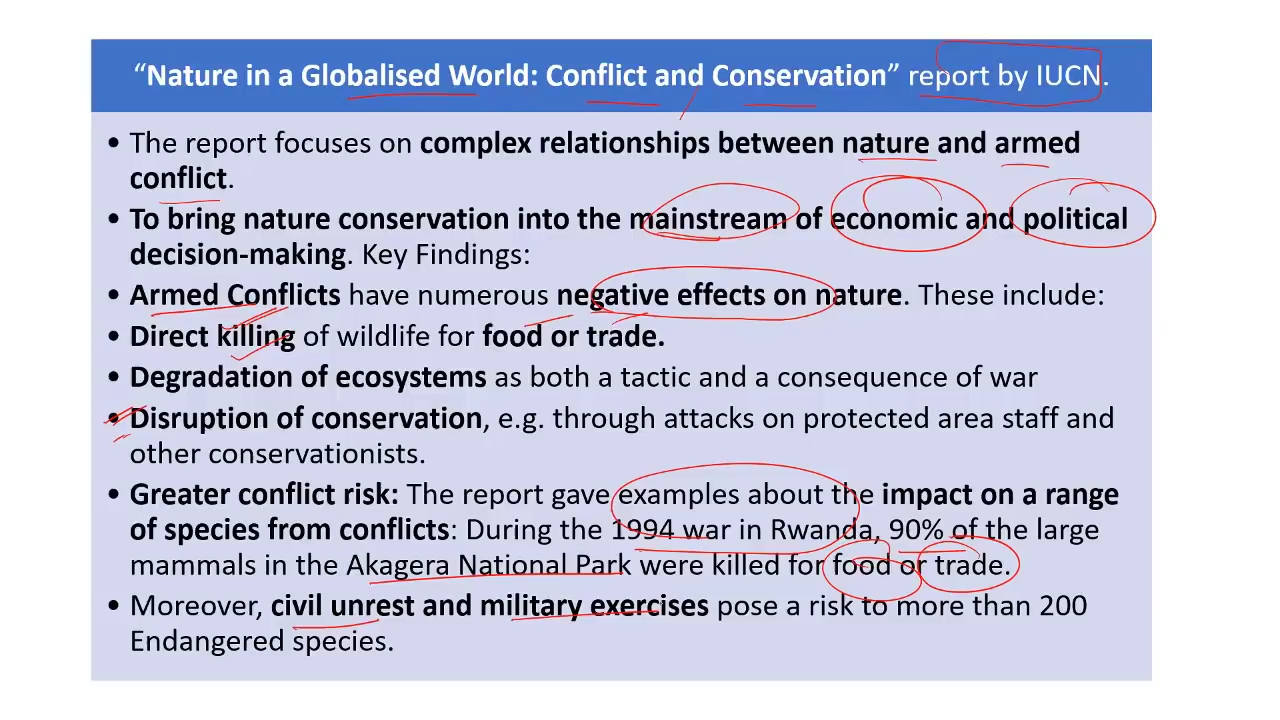 “Nature in a Globalised World: Conflict and Conservation” report by IUCN.
• The report focuses on complex relationships between nature and armed
conflict.
• To bring nature conservation into the mainstream of economic and political
decision-making. Key Findings:
• Armed Conflicts have numerous negative effects on nature. These include:
• Direct killing of wildlife for food or trade.
• Degradation of ecosystems as both a tactic and a consequence of war
• Disruption of conservation, e.g. through attacks on protected area staff and
other conservationists.
• Greater conflict risk: The report gave examples about the impact on a range
of species from conflicts: During the 1994 war in Rwanda, 90% of the large
mammals in the Akagera National Park were killed for food or trade.
• Moreover, civil unrest and military exercises pose a risk to more than 200
Endangered species.